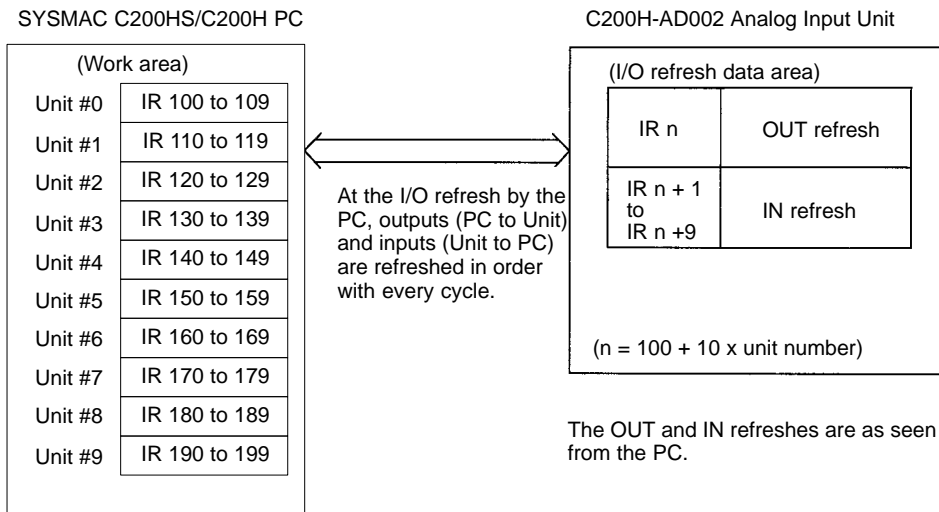 SYSMAC C200HS/C200H PC
(Work area)
Unit #0 IR 100 to 109
Unit #1 IR 110 to 119
Unit #2 IR 120 to 129
Unit #3 IR 130 to 139
Unit #4 IR 140 to 149
Unit #5 IR 150 to 159
Unit #6 IR 160 to 169
Unit #7 IR 170 to 179
Unit #8 IR 180 to 189
Unit #9 IR 190 to 199
At the I/O refresh by the
PC, outputs (PC to Unit)
and inputs (Unit to PC)
are refreshed in order
with every cycle.
C200H-AD002 Analog Input Unit
(I/O refresh data area)
IR n OUT refresh
IR n + 1
to
IR n +9
IN refresh
(n = 100 + 10 x unit number)
The OUT and IN refreshes are as seen
from the PC.